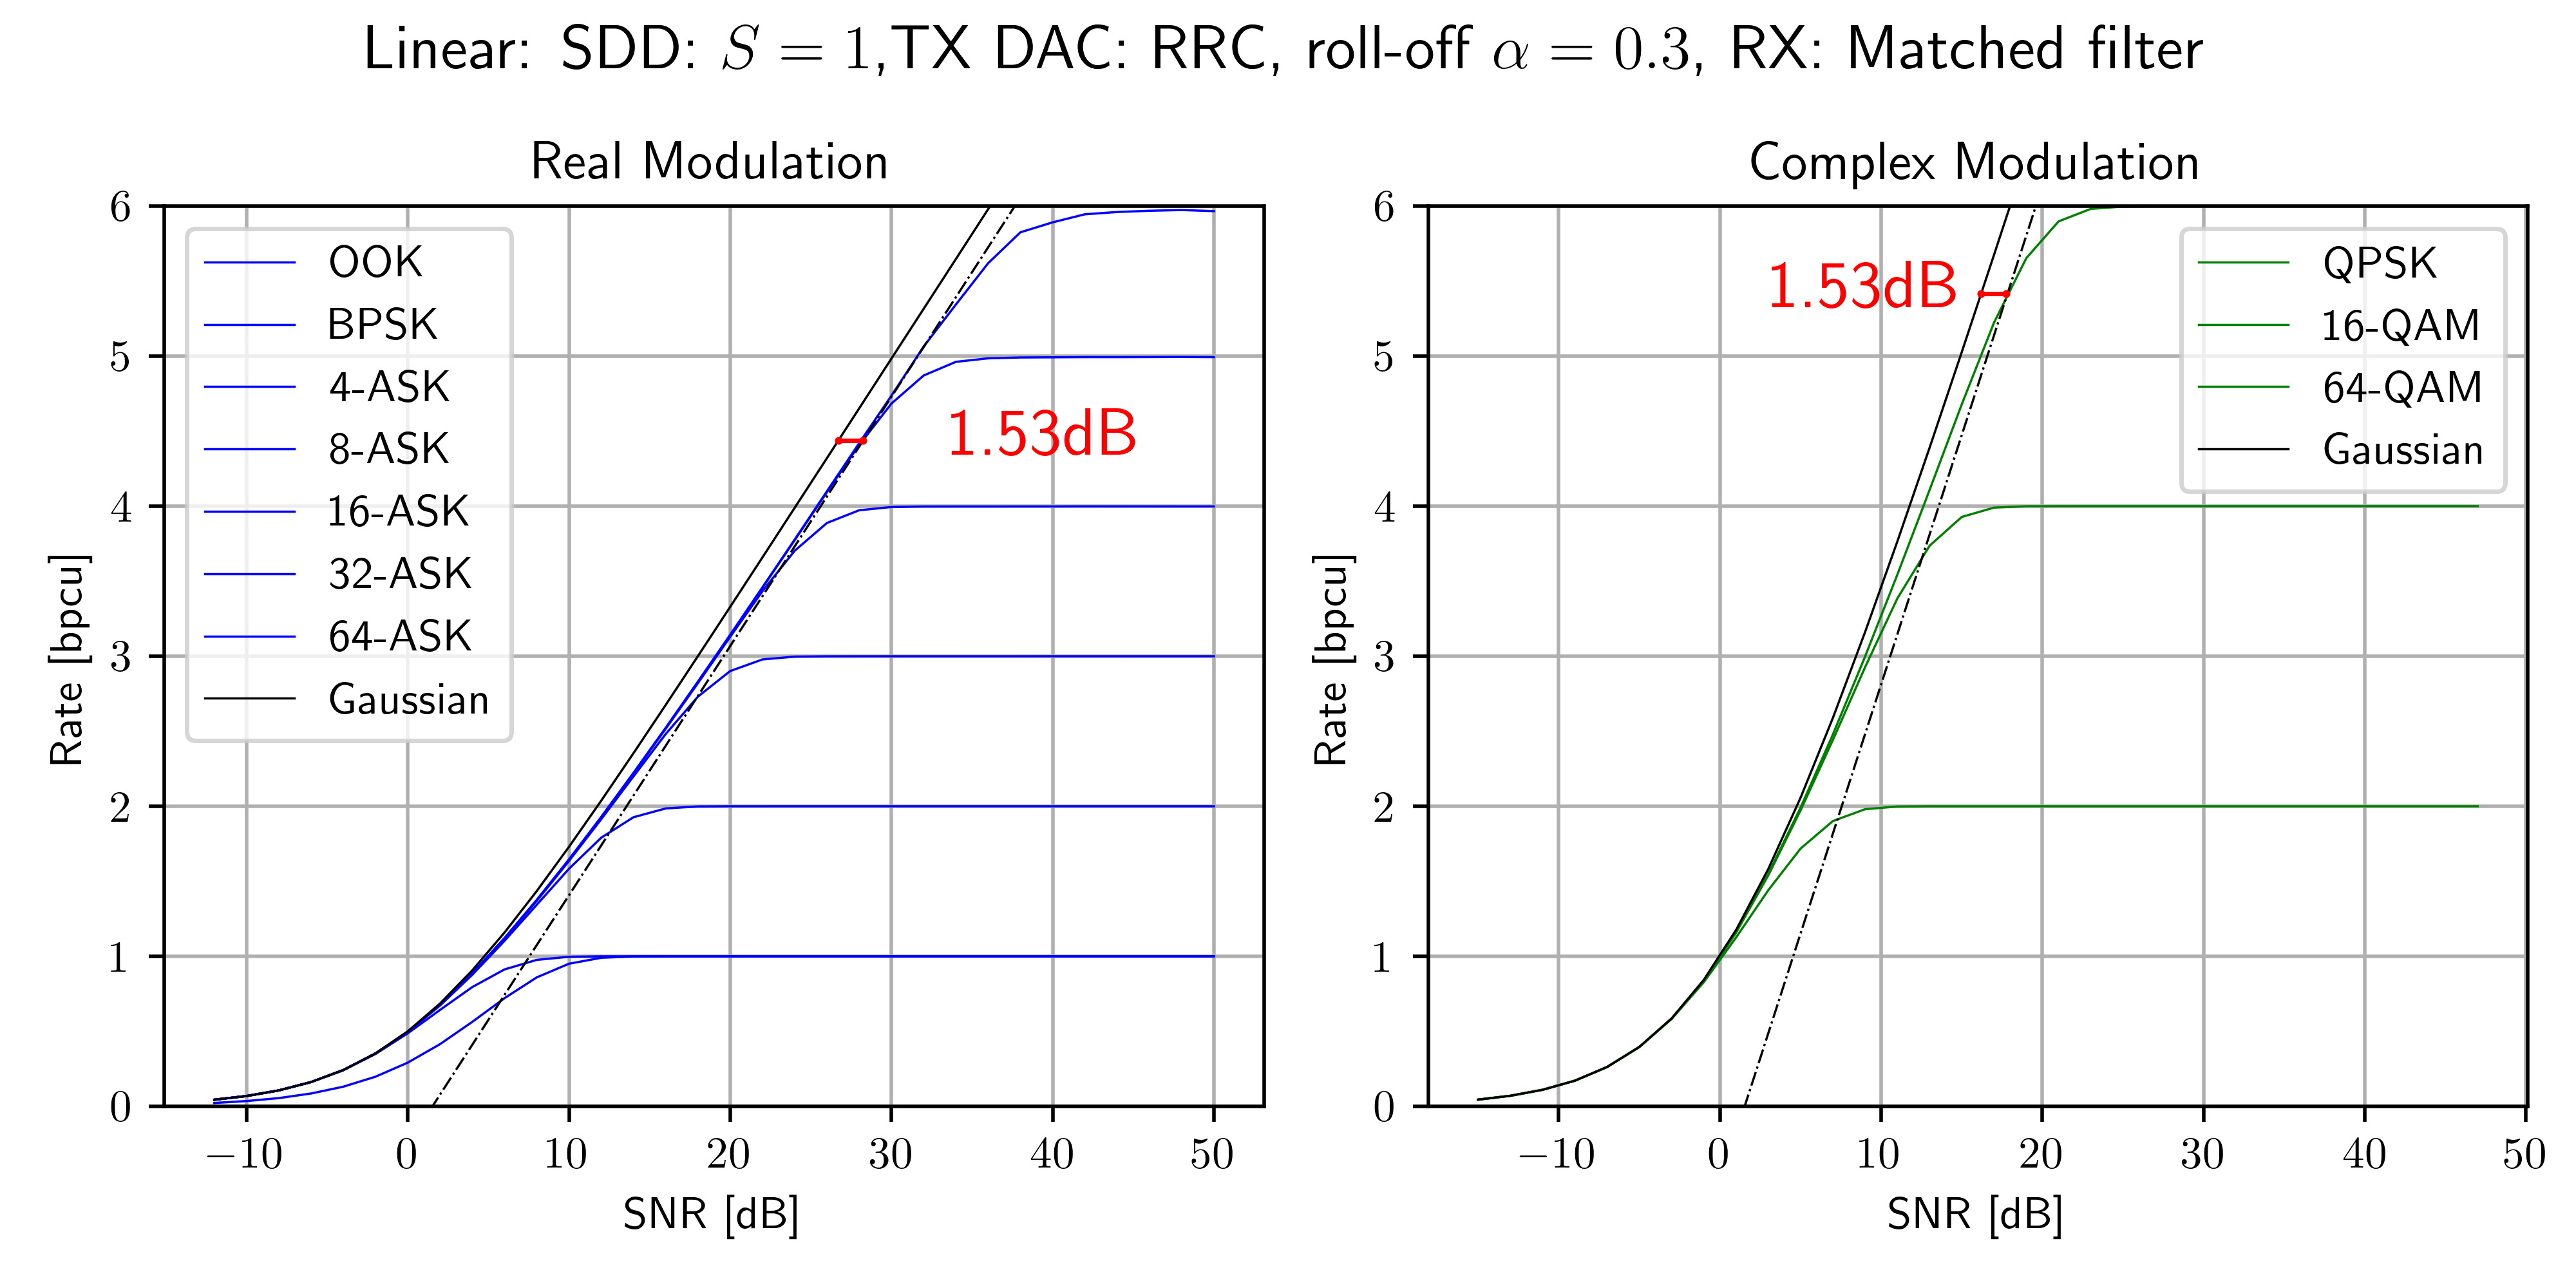 Linear: SDD: S = 1,TX DAC: RRC, roll-off α = 0.3, RX: Matched filter
Real Modulation
6
5
4
3
2
1
0
Rate [bpcu]
OOK
BPSK
4-ASK
8-ASK
16-ASK
32-ASK
64-ASK
Gaussian
1.53dB
−10 0 10 20 30 40 50
SNR [dB]
Complex Modulation
6
5
4
3
2
1
0
Rate [bpcu]
1.53dB
QPSK
16-QAM
64-QAM
Gaussian
−10 0 10 20 30 40 50
SNR [dB]